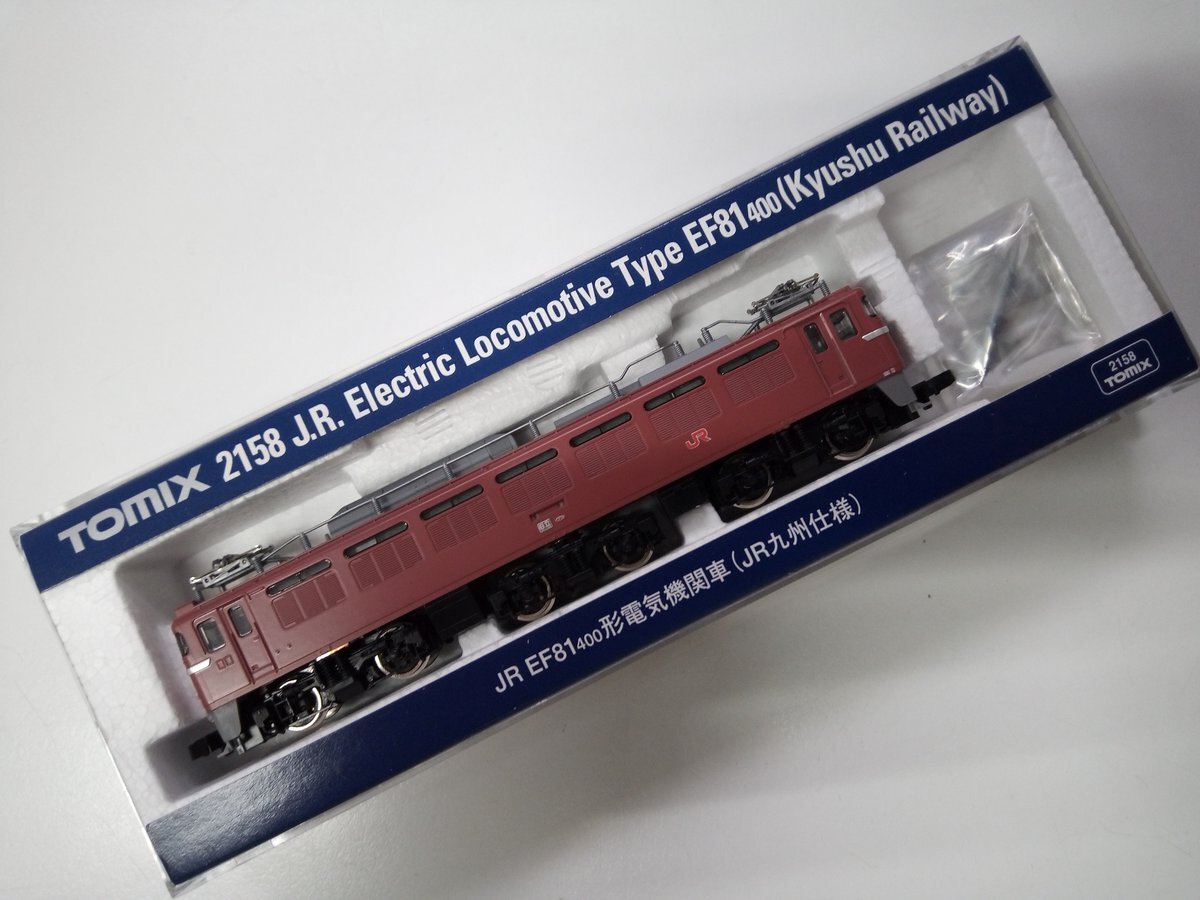 TOMIX 2158 J.R. Electric Locomotive Type EF81400 (Kyushu Railway)
JR
2158
TOMIX
JR EF81400形電気機関車(JR九州仕様)